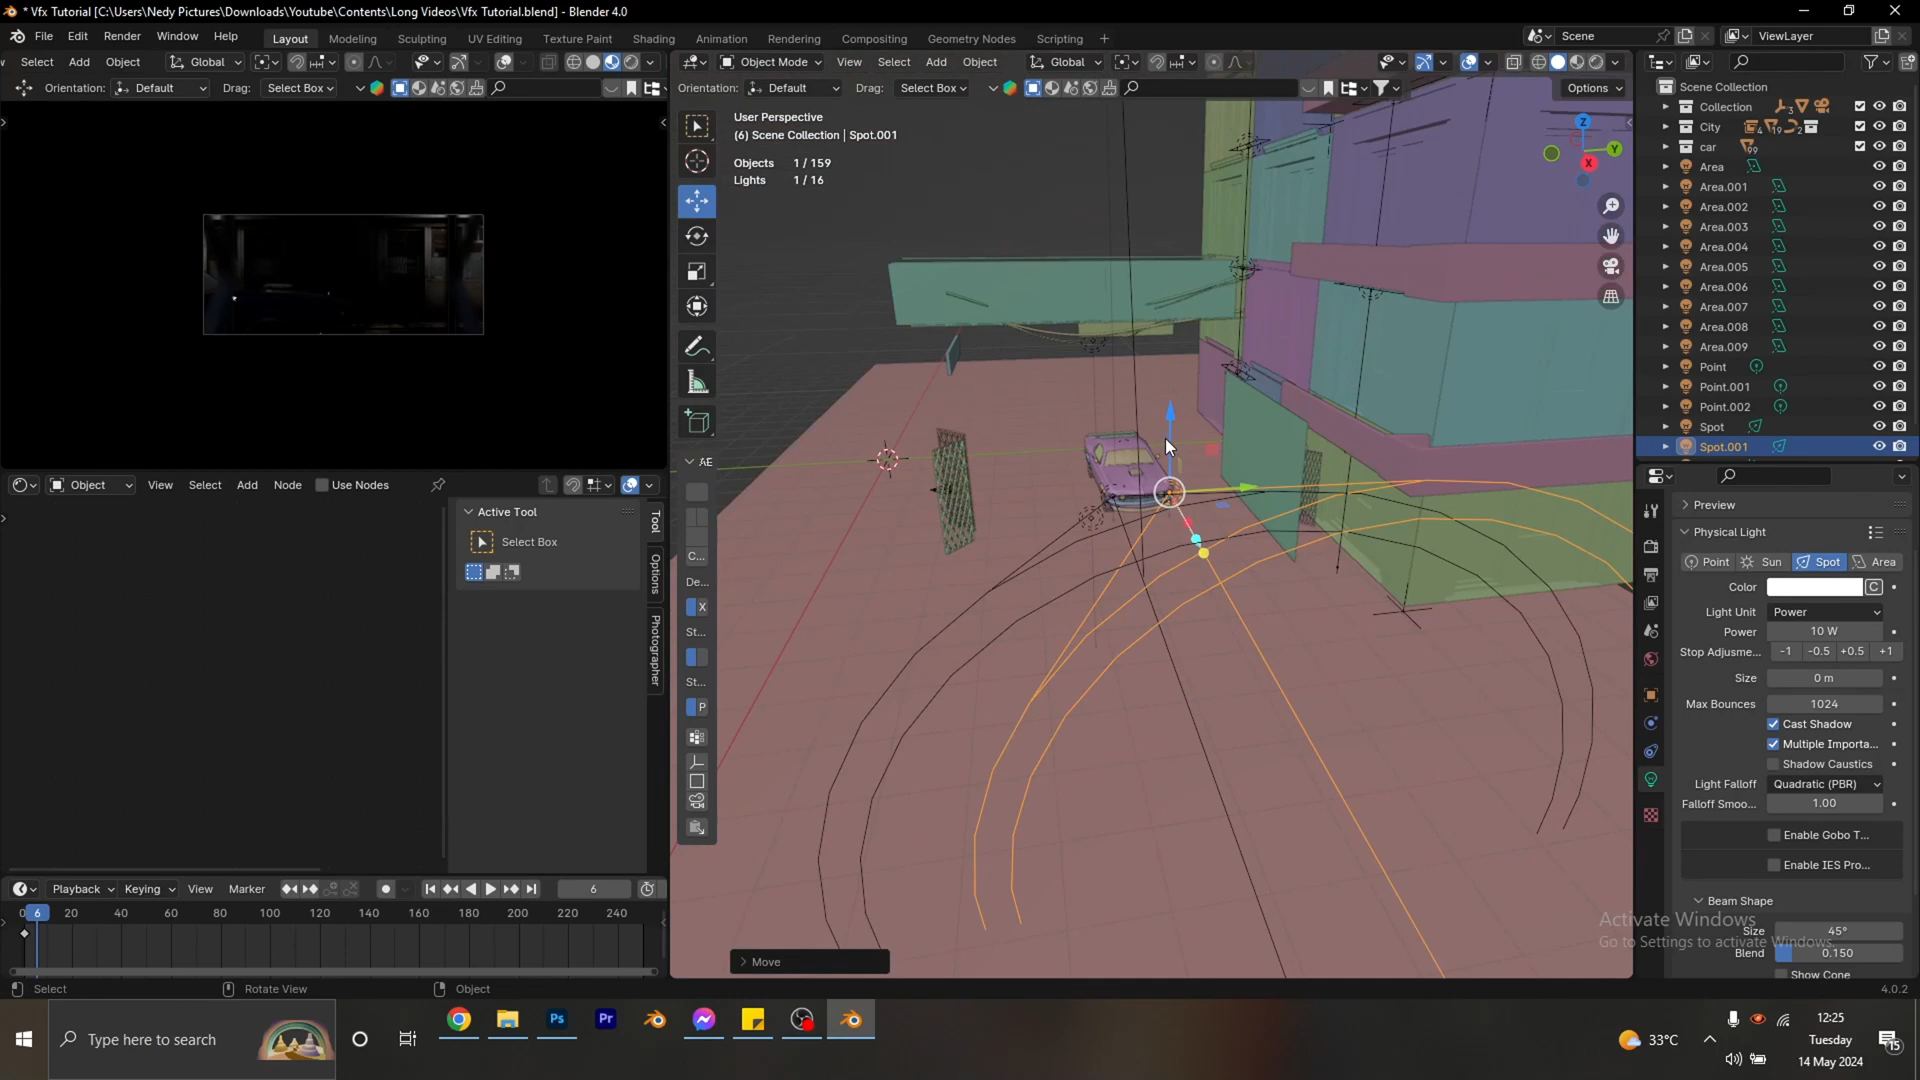 * Vfx Tutorial [C:\Users\Nedy Pictures\Downloads\Youtube\Contents\Long Videos\Vfx Tutorial.blend] - Blender 4.0
File Edit Render Window Help Layout Modeling Sculpting UV Editing Texture Paint Shading Animation Rendering Compositing Geometry Nodes Scripting + Scene ViewLayer
Select Add Object Global Object Mode View Select Add Object Global
Orientation: Default Drag: Select Box Orientation: Default Drag: Select Box Options
User Perspective
(6) Scene Collection | Spot.001
Objects 1 / 159
Lights 1 / 16
Z
Y
X
Scene Collection
Collection 3
City 4 19 2
car 99
Area
Area.001
Area.002
Area.003
Area.004
Area.005
Area.006
Area.007
Area.008
Area.009
Point
Point.001
Point.002
Spot
Spot.001
AE
C...
De...
X
St...
St...
P
Object View Select Add Node Use Nodes
Active Tool
Select Box
Tool
Options
Photographer
Preview
Physical Light
Point Sun Spot Area
Color C
Light Unit Power
Power 10 W
Stop Adjusme... -1 -0.5 +0.5 +1
Size 0 m
Max Bounces 1024
Cast Shadow
Multiple Importa...
Shadow Caustics
Light Falloff Quadratic (PBR)
Falloff Smoo... 1.00
Enable Gobo T...
Enable IES Pro...
Beam Shape
Size 45°
Blend 0.150
Show Cone
Activate Windows
Go to Settings to activate Windows.
Move
Playback Keying View Marker 6
0 6 20 40 60 80 100 120 140 160 180 200 220 240
Select Rotate View Object 4.0.2
Type here to search
Ps
Pr
33°C
12:25
Tuesday
14 May 2024
15